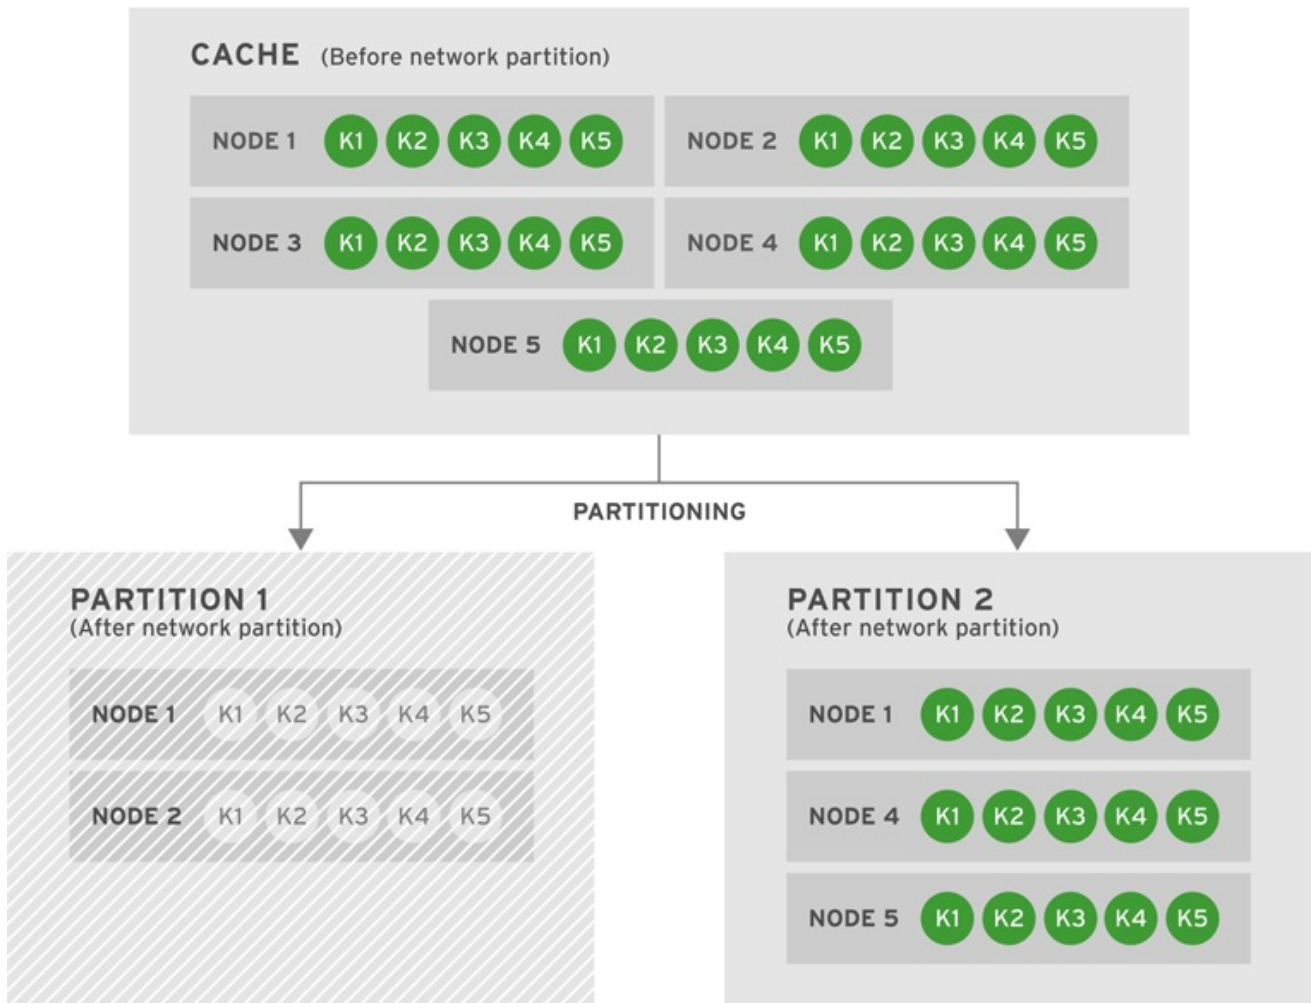 CACHE (Before network partition)
NODE 1 K1 K2 K3 K4 K5
NODE 2 K1 K2 K3 K4 K5
NODE 3 K1 K2 K3 K4 K5
NODE 4 K1 K2 K3 K4 K5
NODE 5 K1 K2 K3 K4 K5
PARTITIONING
PARTITION 1
(After network partition)
NODE 1 K1 K2 K3 K4 K5
NODE 2 K1 K2 K3 K4 K5
PARTITION 2
(After network partition)
NODE 1 K1 K2 K3 K4 K5
NODE 4 K1 K2 K3 K4 K5
NODE 5 K1 K2 K3 K4 K5